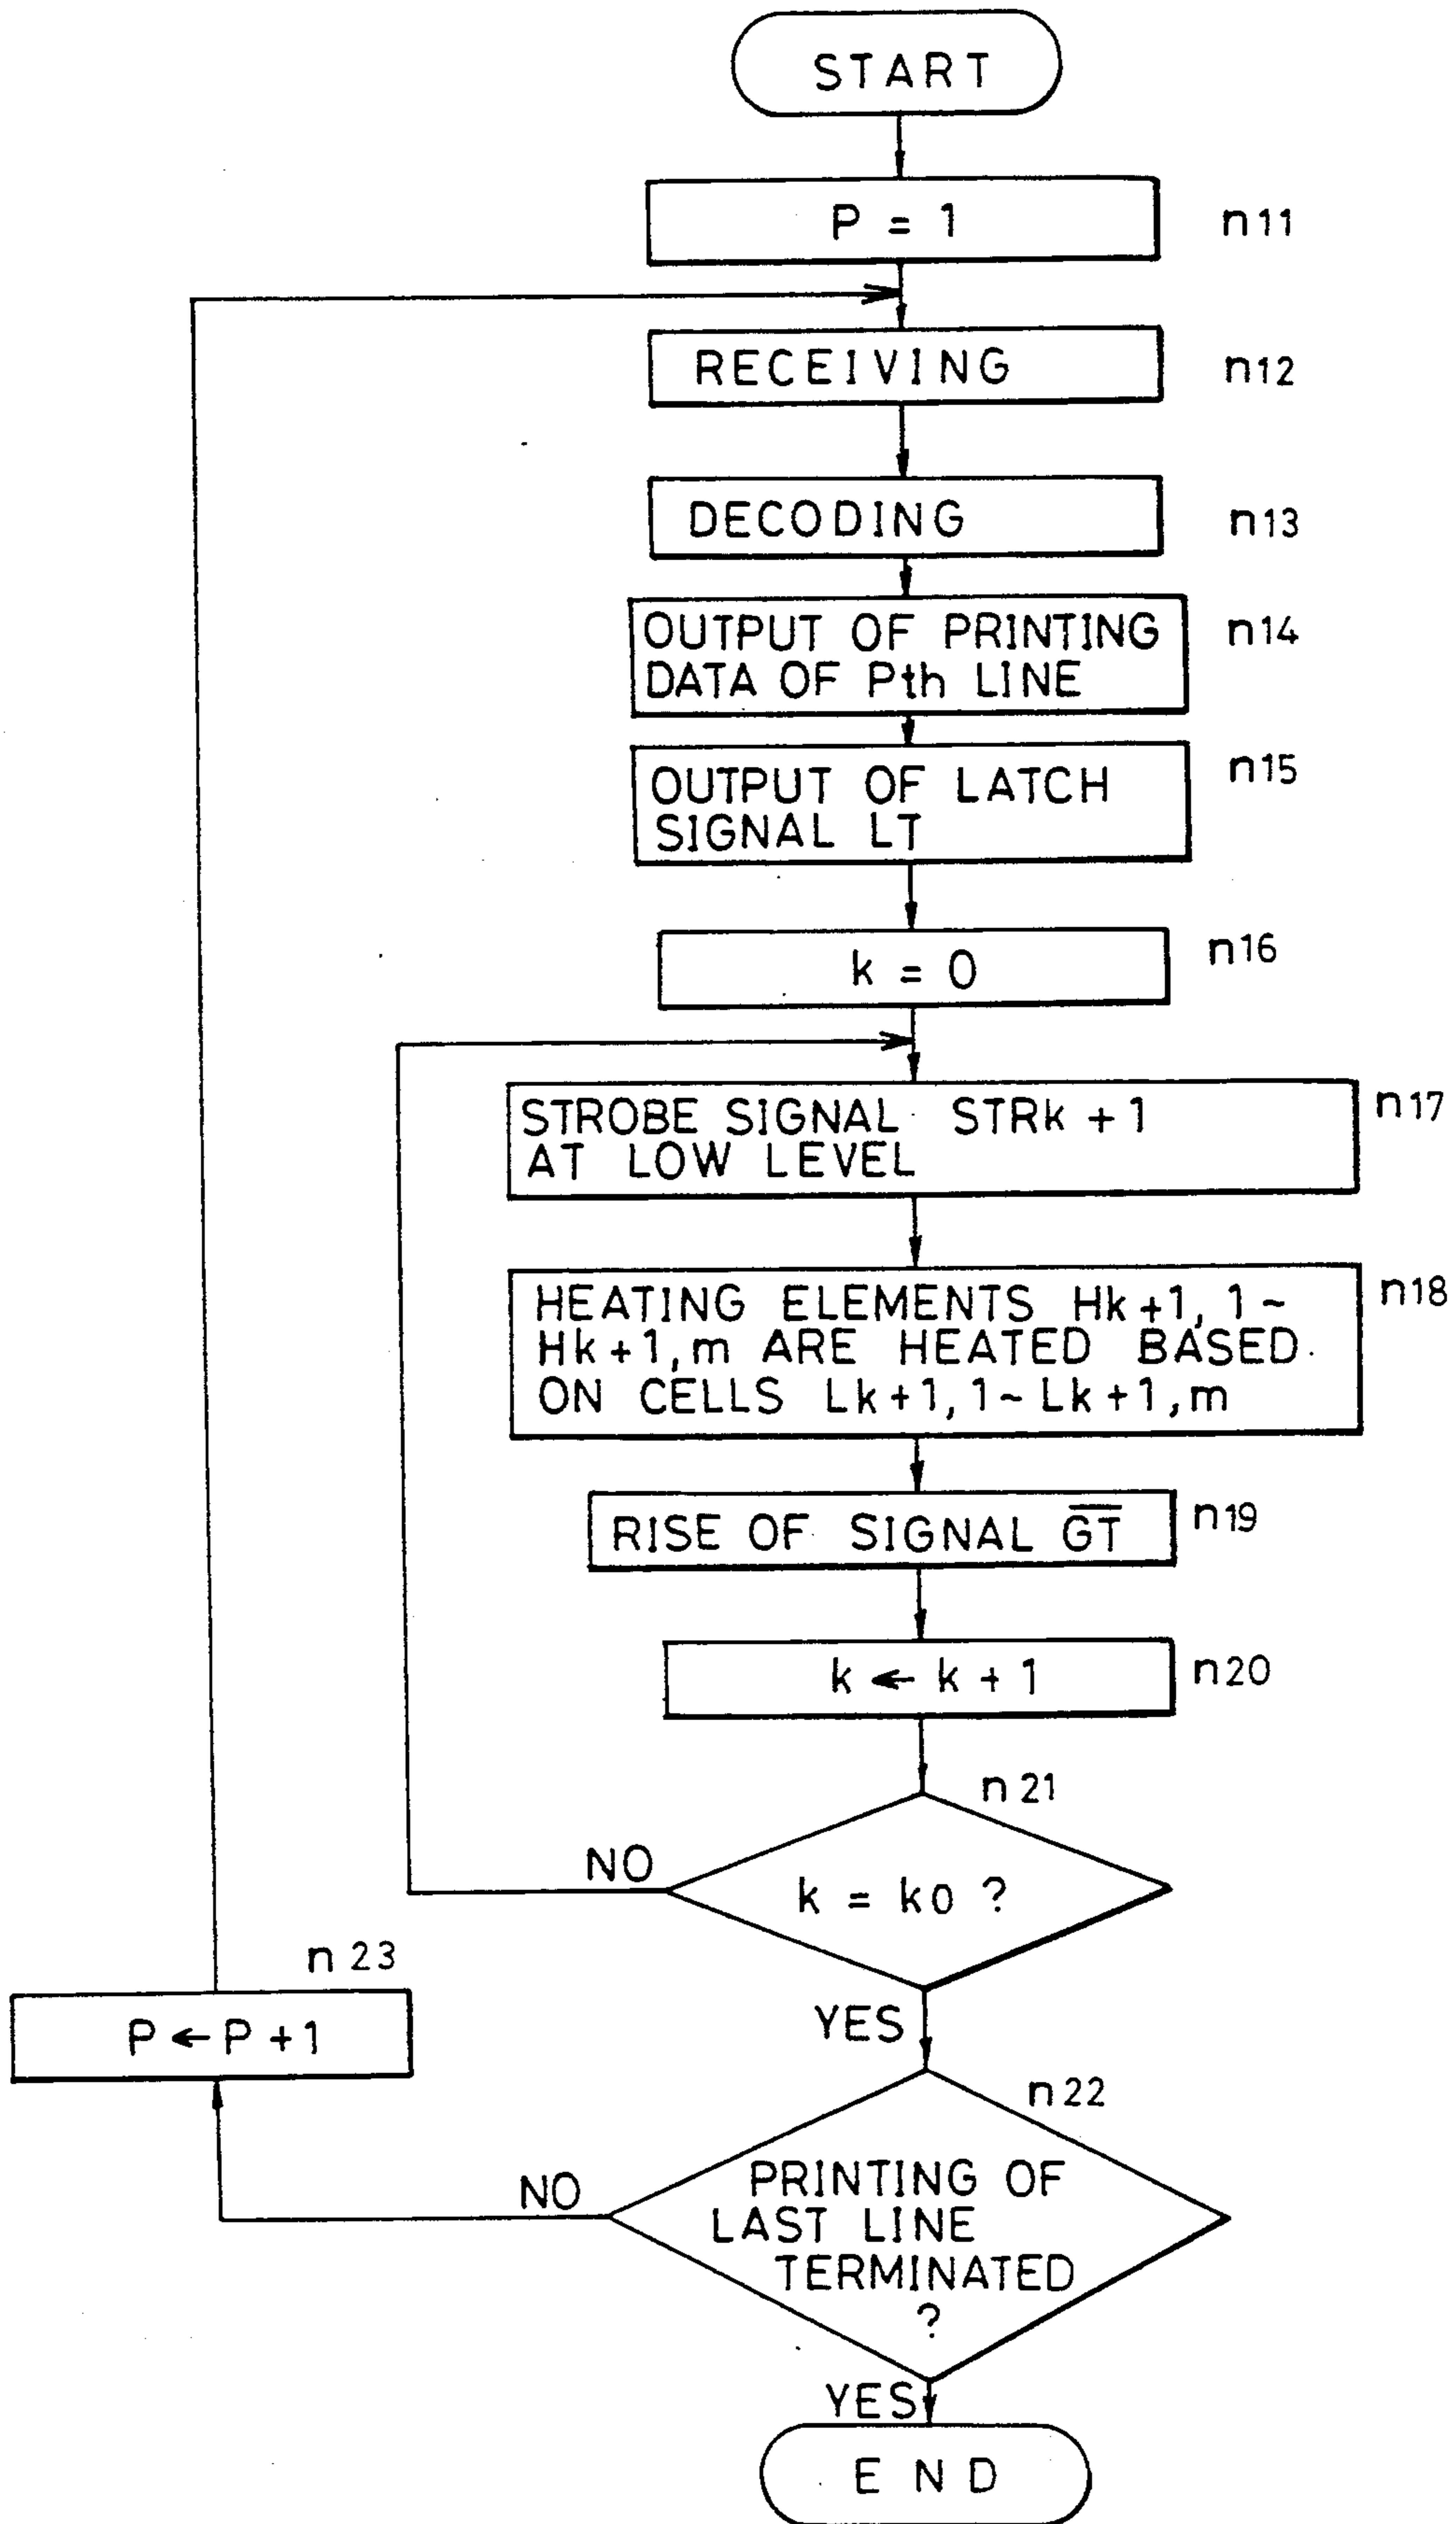 START
P = 1
n11
RECEIVING
n12
DECODING
n13
OUTPUT OF PRINTING
DATA OF Pth LINE
n14
OUTPUT OF LATCH
SIGNAL LT
n15
k = 0
n16
STROBE SIGNAL STRk + 1
AT LOW LEVEL
n17
HEATING ELEMENTS Hk+1, 1~
Hk+1, m ARE HEATED BASED
ON CELLS Lk+1, 1~ Lk+1, m
n18
RISE OF SIGNAL G̅T̅
n19
k ← k + 1
n20
n21
NO
k = k0 ?
n23
P ← P + 1
YES
n22
NO
PRINTING OF
LAST LINE
TERMINATED
?
YES
END